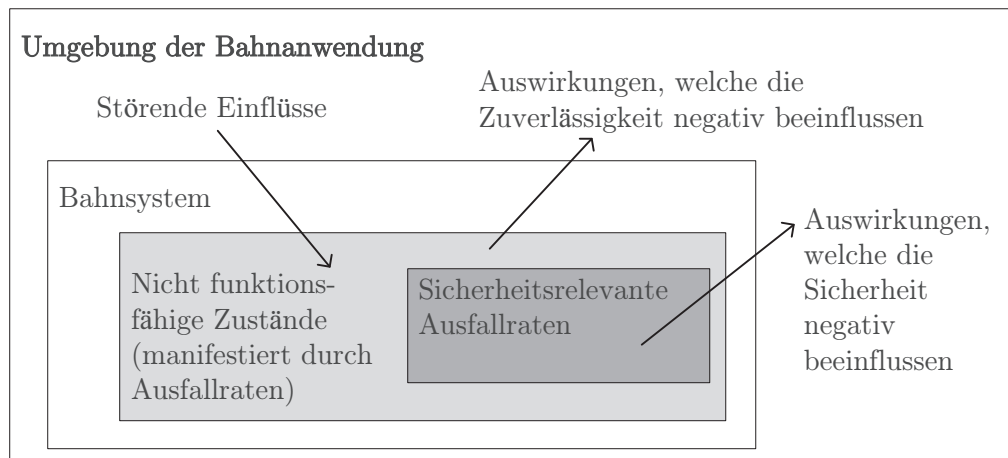 Umgebung der Bahnanwendung
Störende Einflüsse
Auswirkungen, welche die
Zuverlässigkeit negativ beeinflussen
Bahnsystem
Nicht funktions-
fähige Zustände
(manifestiert durch
Ausfallraten)
Sicherheitsrelevante
Ausfallraten
Auswirkungen,
welche die
Sicherheit
negativ
beeinflussen